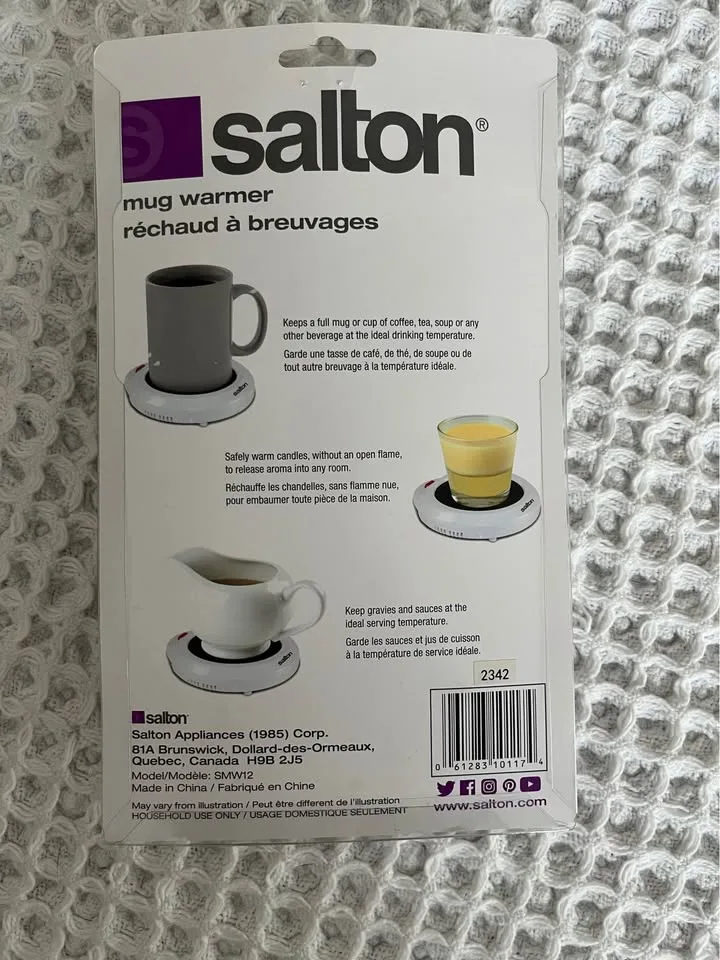 salton®
mug warmer
réchaud à breuvages
Keeps a full mug or cup of coffee, tea, soup or any
other beverage at the ideal drinking temperature.
Garde une tasse de café, de thé, de soupe ou de
tout autre breuvage à la température idéale.
salton
Safely warm candles, without an open flame,
to release aroma into any room.
Réchauffe les chandelles, sans flamme nue,
pour embaumer toute pièce de la maison.
salton
Keep gravies and sauces at the
ideal serving temperature.
Garde les sauces et jus de cuisson
à la température de service idéale.
salton
2342
salton
Salton Appliances (1985) Corp.
81A Brunswick, Dollard-des-Ormeaux,
Quebec, Canada H9B 2J5
Model/Modèle: SMW12
Made in China / Fabriqué en Chine
May vary from illustration / Peut être different de l'illustration
HOUSEHOLD USE ONLY / USAGE DOMESTIQUE SEULEMENT
0 61283 10117 4
www.salton.com